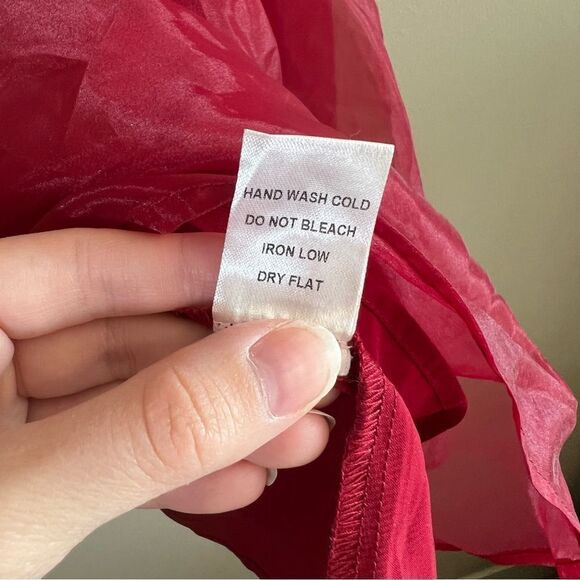 HAND WASH COLD
DO NOT BLEACH
IRON LOW
DRY FLAT